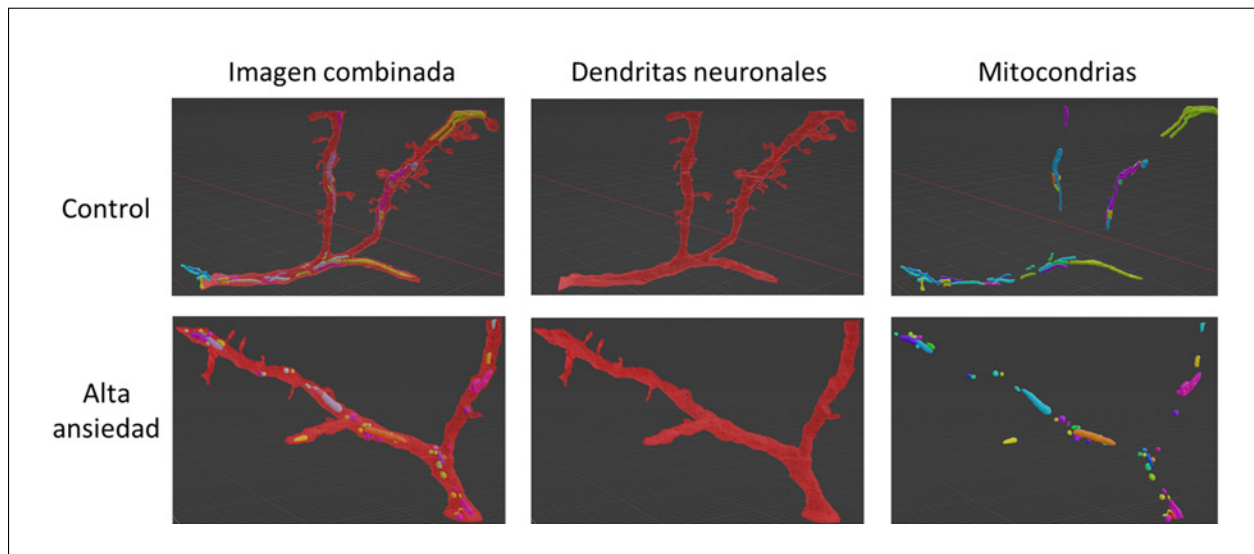 Imagen combinada
Dendritas neuronales
Mitocondrias
Control
Alta
ansiedad